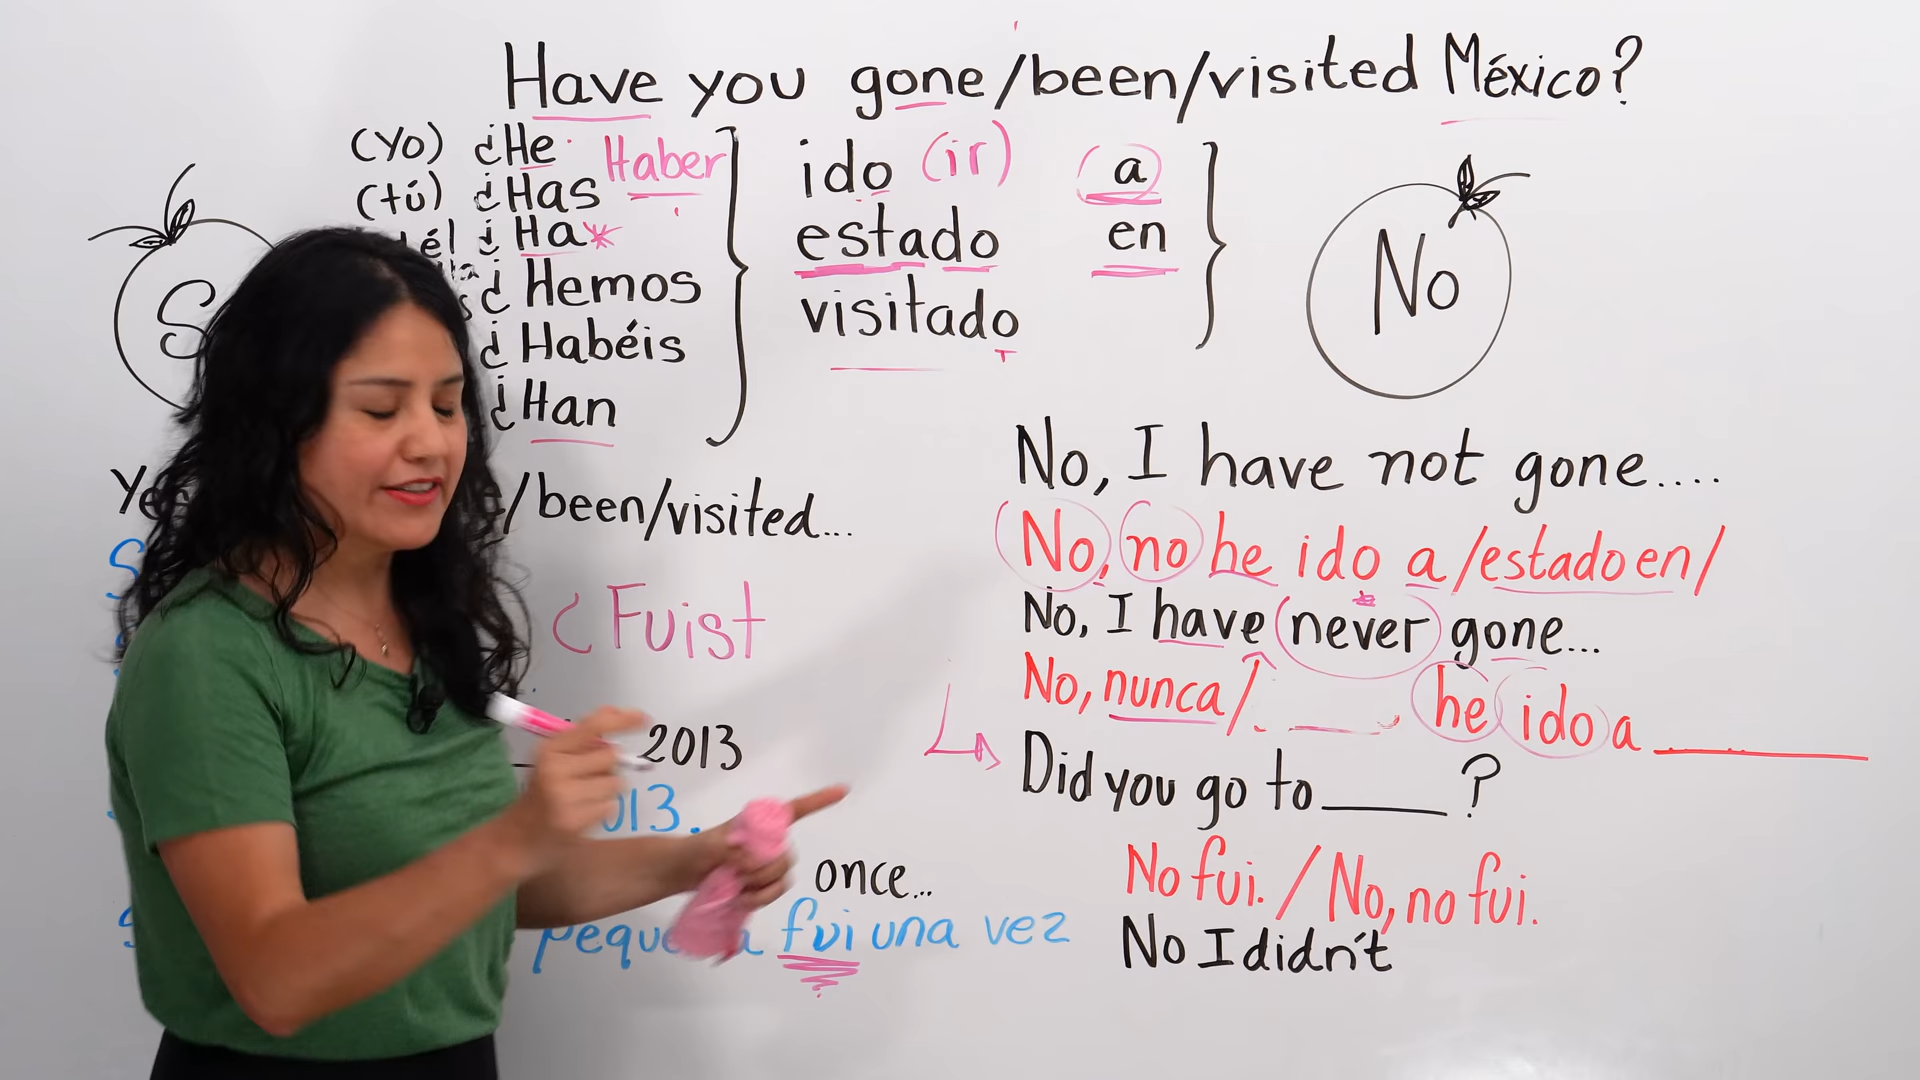 Have you gone/been/visited México?
(Yo) ¿He Haber
(tú) ¿Has
él ¿Ha*
¿Hemos
¿Habéis
¿Han
ido (ir) a
estado en
visitado
No
No, I have not gone....
No, no he ido a/estado en/
No, I have never gone...
No, nunca/ he ido a
Did you go to ____ ?
No fui. / No, no fui.
No I didn't
/been/visited...
¿Fuist
2013
013.
once...
fui una vez